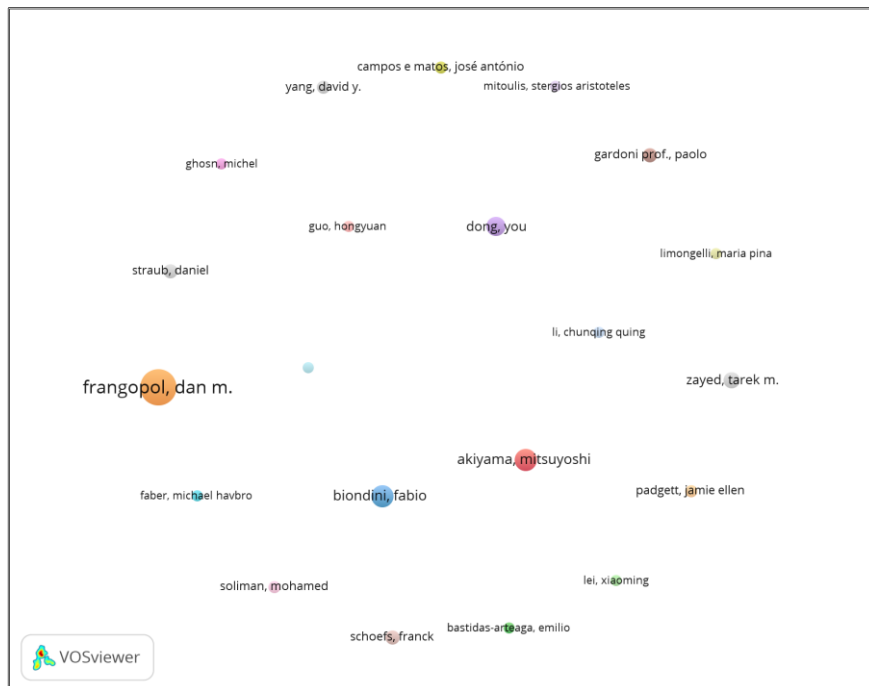 campos e matos, josé antónio
yang, david y.
mitoulis, stergios aristoteles
gardoni prof., paolo
ghosn, michel
guo, hongyuan
dong, you
limongelli, maria pina
straub, daniel
li, chunqing quing
frangopol, dan m.
zayed, tarek m.
akiyama, mitsuyoshi
biondini, fabio
faber, michael havbro
padgett, jamie ellen
soliman, mohamed
lei, xiaoming
schoefs, franck
bastidas-arteaga, emilio
VOSviewer